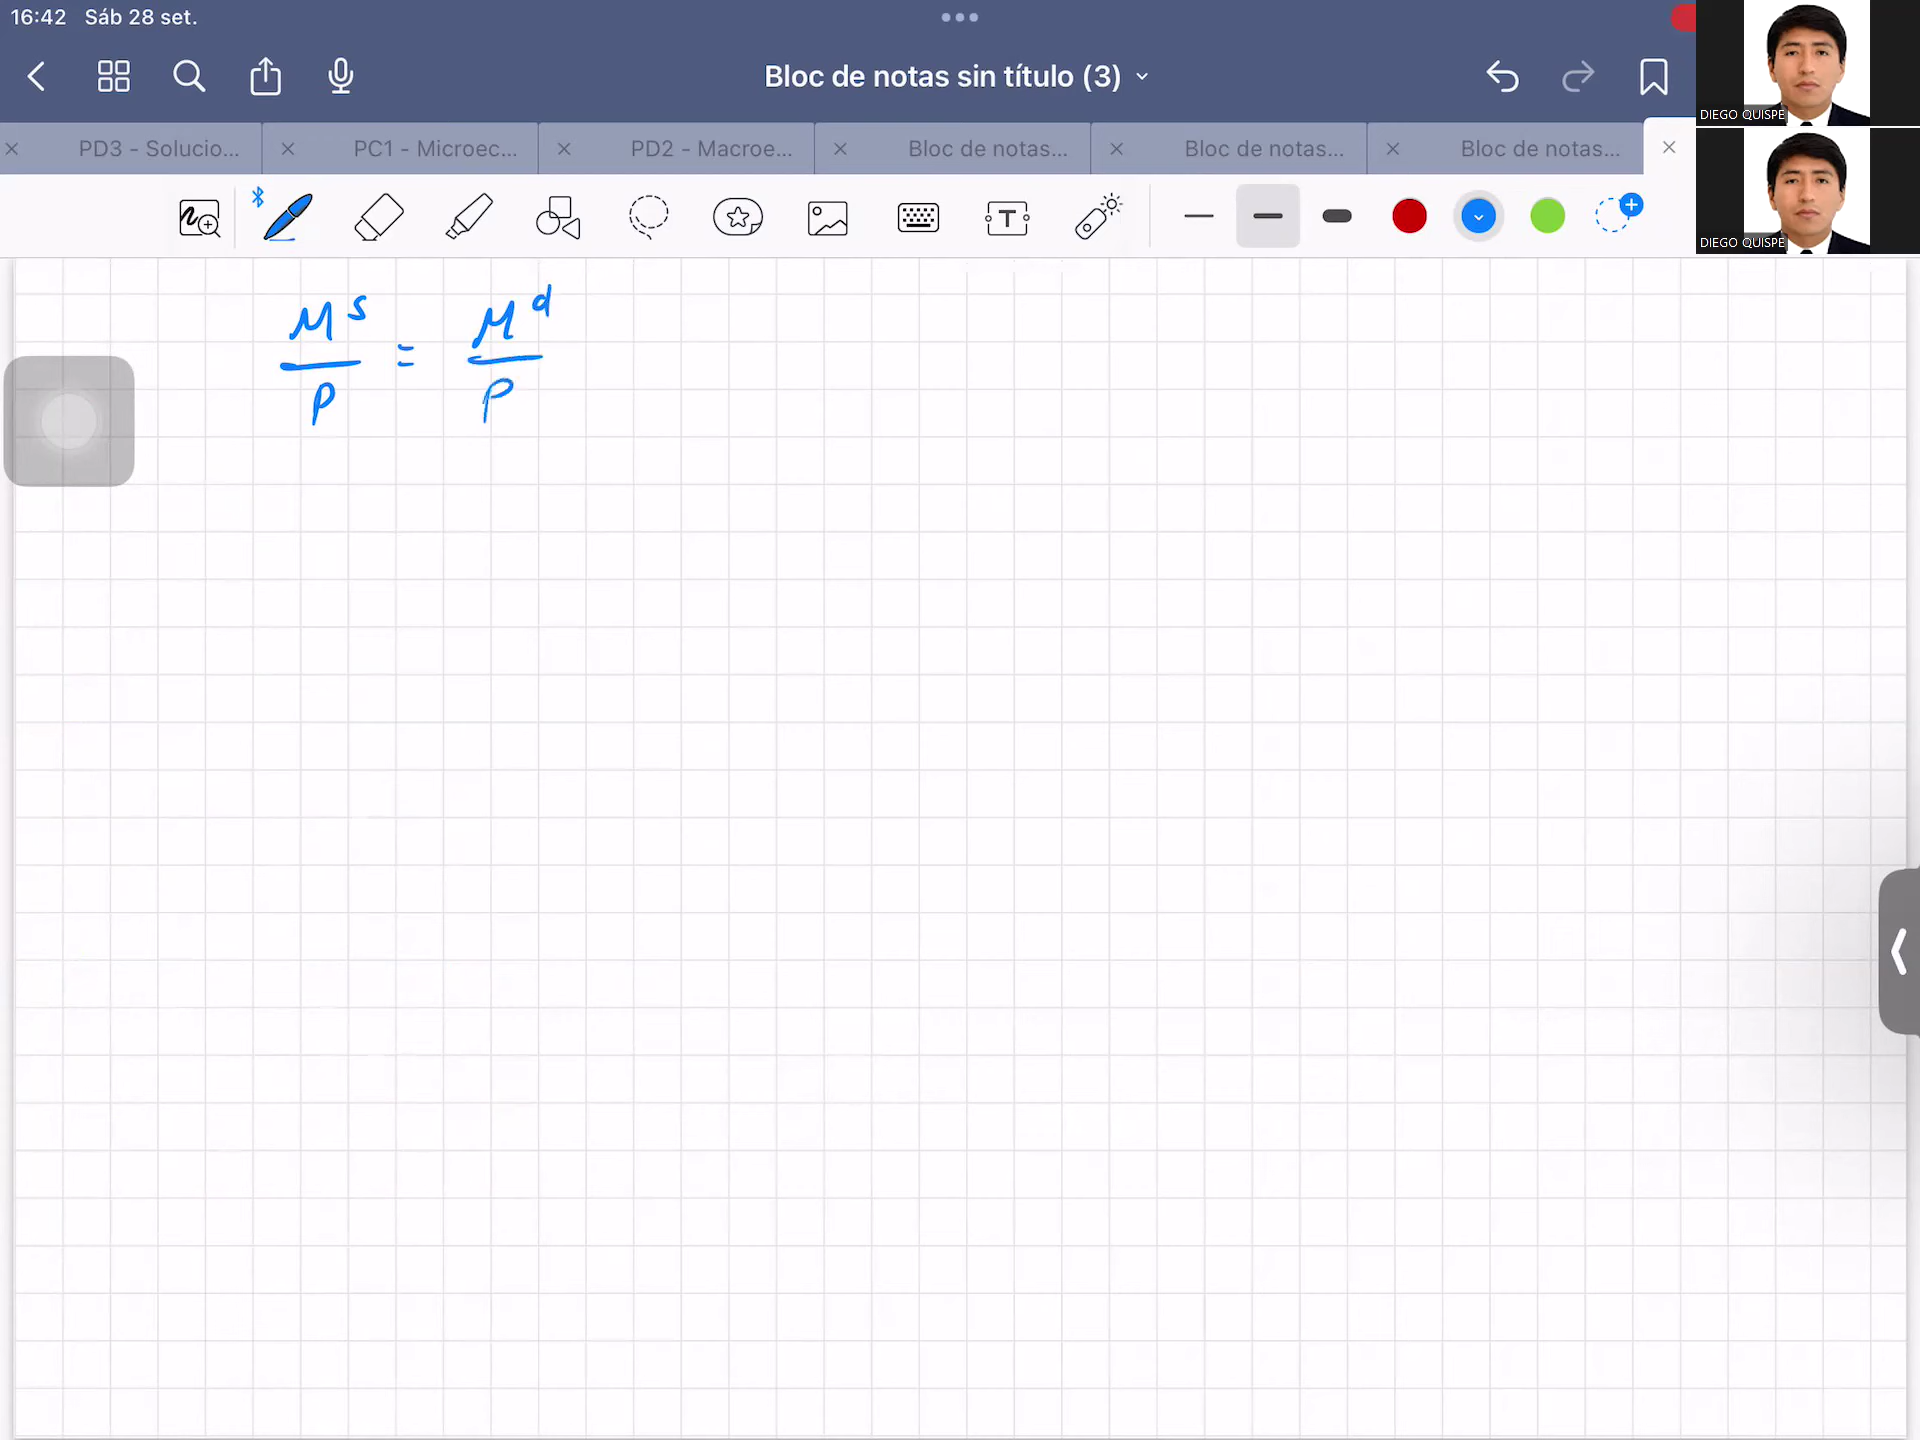 16:42 Sáb 28 set.
Bloc de notas sin título (3)
DIEGO QUISPE
PD3 - Solucio... PC1 - Microec... PD2 - Macroe... Bloc de notas... Bloc de notas... Bloc de notas...
DIEGO QUISPE
M^s / P = M^d / P